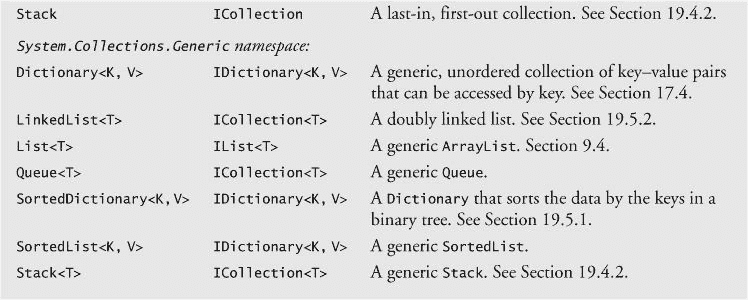 Stack ICollection A last-in, first-out collection. See Section 19.4.2.
System.Collections.Generic namespace:
Dictionary<K, V> IDictionary<K, V> A generic, unordered collection of key–value pairs
that can be accessed by key. See Section 17.4.
LinkedList<T> ICollection<T> A doubly linked list. See Section 19.5.2.
List<T> IList<T> A generic ArrayList. Section 9.4.
Queue<T> ICollection<T> A generic Queue.
SortedDictionary<K,V> IDictionary<K, V> A Dictionary that sorts the data by the keys in a
binary tree. See Section 19.5.1.
SortedList<K, V> IDictionary<K, V> A generic SortedList.
Stack<T> ICollection<T> A generic Stack. See Section 19.4.2.